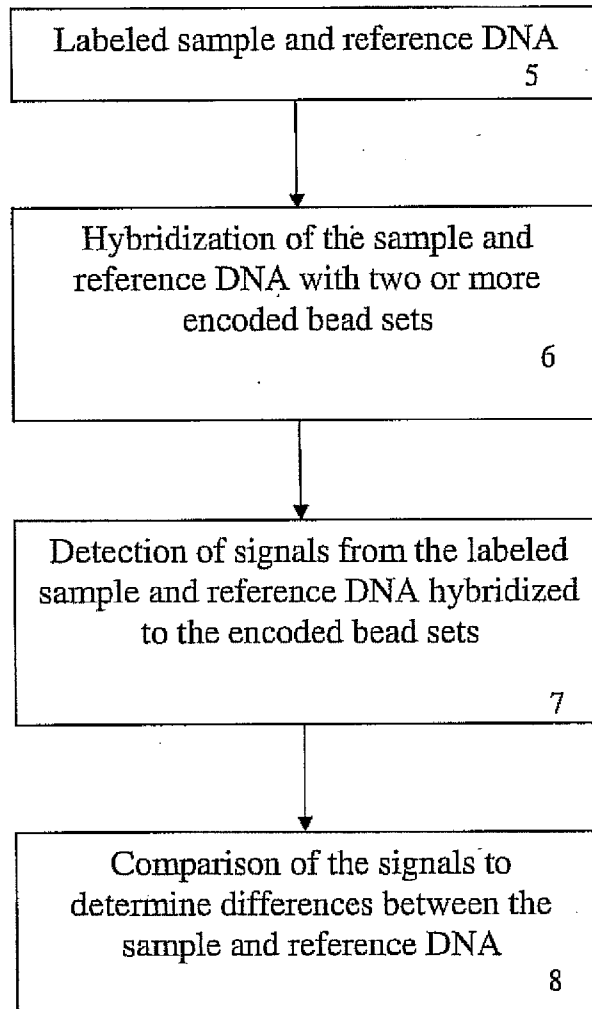 Labeled sample and reference DNA
5
Hybridization of the sample and
reference DNA with two or more
encoded bead sets
6
Detection of signals from the labeled
sample and reference DNA hybridized
to the encoded bead sets
7
Comparison of the signals to
determine differences between the
sample and reference DNA
8